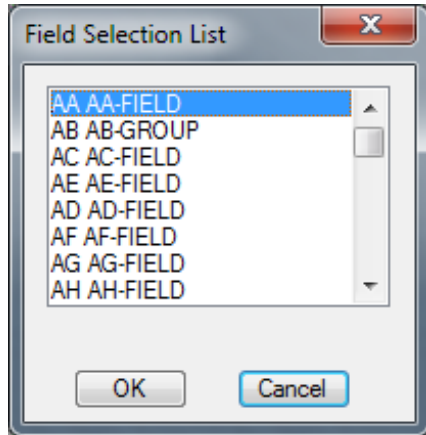 Field Selection List
AA AA-FIELD
AB AB-GROUP
AC AC-FIELD
AE AE-FIELD
AD AD-FIELD
AF AF-FIELD
AG AG-FIELD
AH AH-FIELD
OK
Cancel